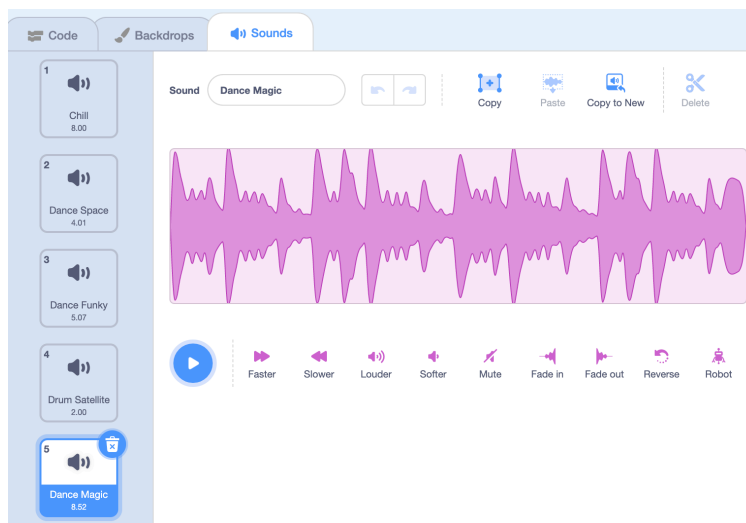 Code
Backdrops
Sounds
1
Chill
8.00
2
Dance Space
4.01
3
Dance Funky
5.07
4
Drum Satellite
2.00
5
Dance Magic
8.52
Sound Dance Magic
Copy Paste Copy to New Delete
Faster Slower Louder Softer Mute Fade in Fade out Reverse Robot